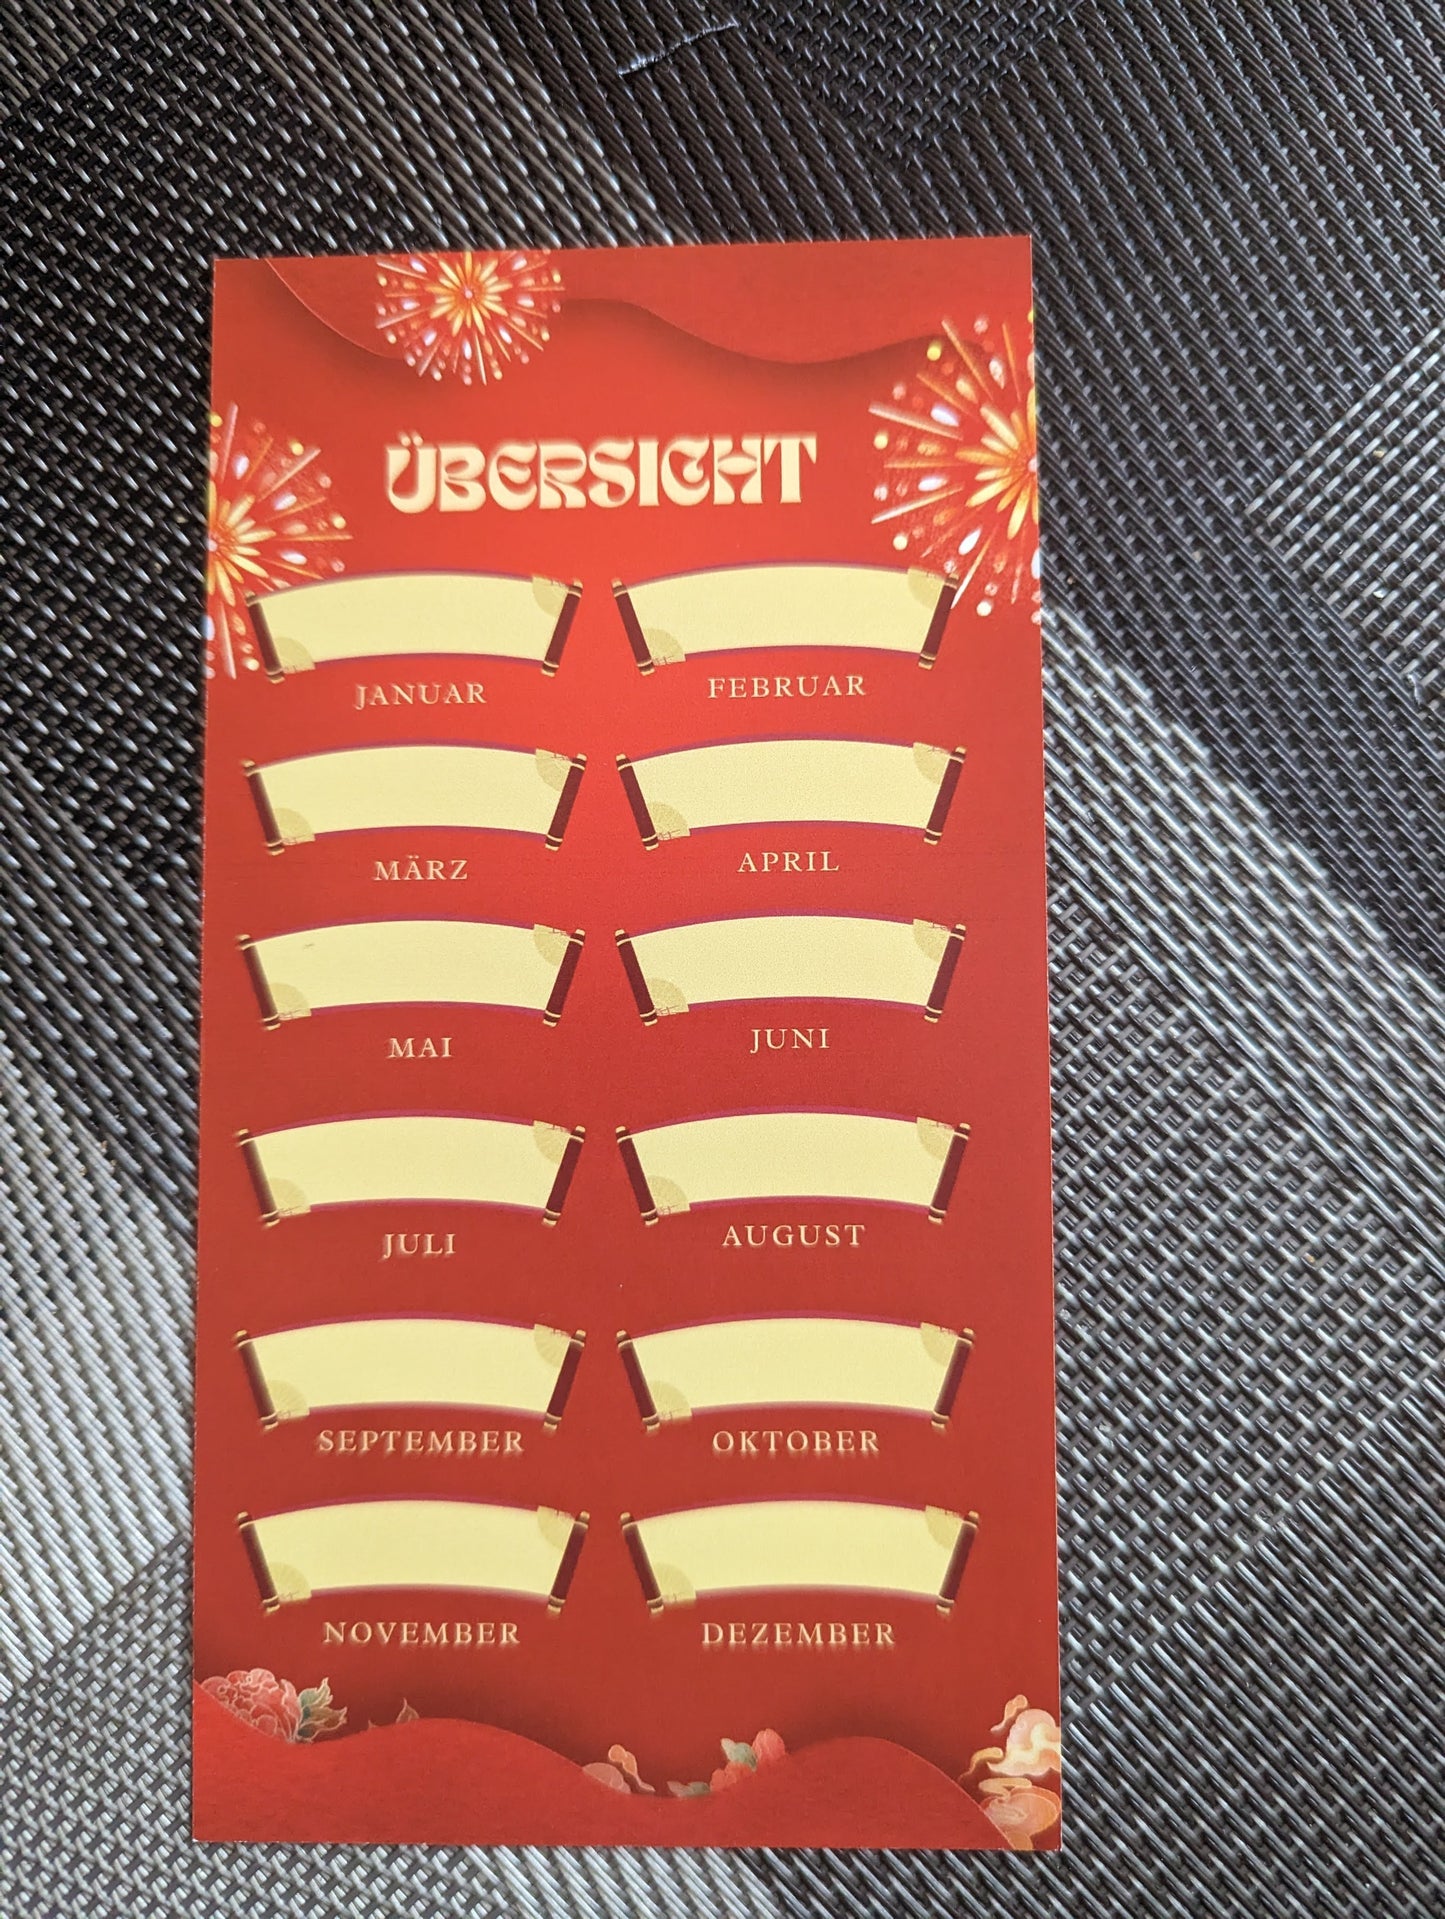 ÜBERSICHT
JANUAR
FEBRUAR
MÄRZ
APRIL
MAI
JUNI
JULI
AUGUST
SEPTEMBER
OKTOBER
NOVEMBER
DEZEMBER